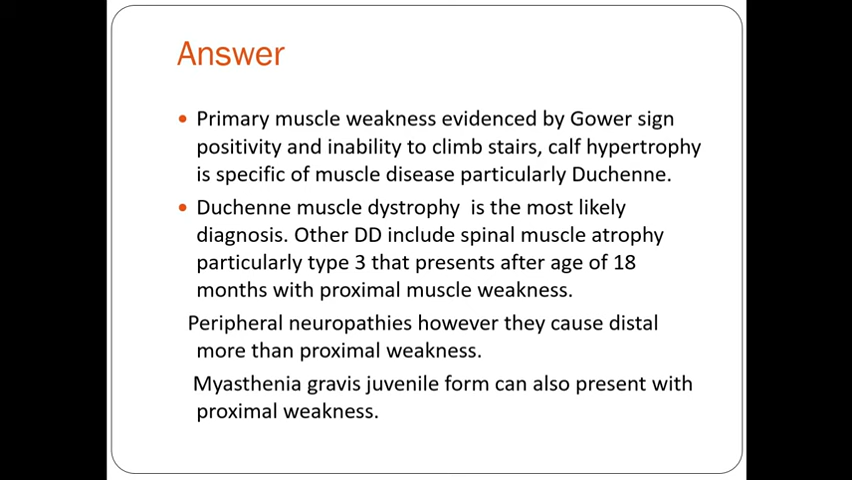 Answer
• Primary muscle weakness evidenced by Gower sign
positivity and inability to climb stairs, calf hypertrophy
is specific of muscle disease particularly Duchenne.
• Duchenne muscle dystrophy  is the most likely
diagnosis. Other DD include spinal muscle atrophy
particularly type 3 that presents after age of 18
months with proximal muscle weakness.
Peripheral neuropathies however they cause distal
more than proximal weakness.
Myasthenia gravis juvenile form can also present with
proximal weakness.